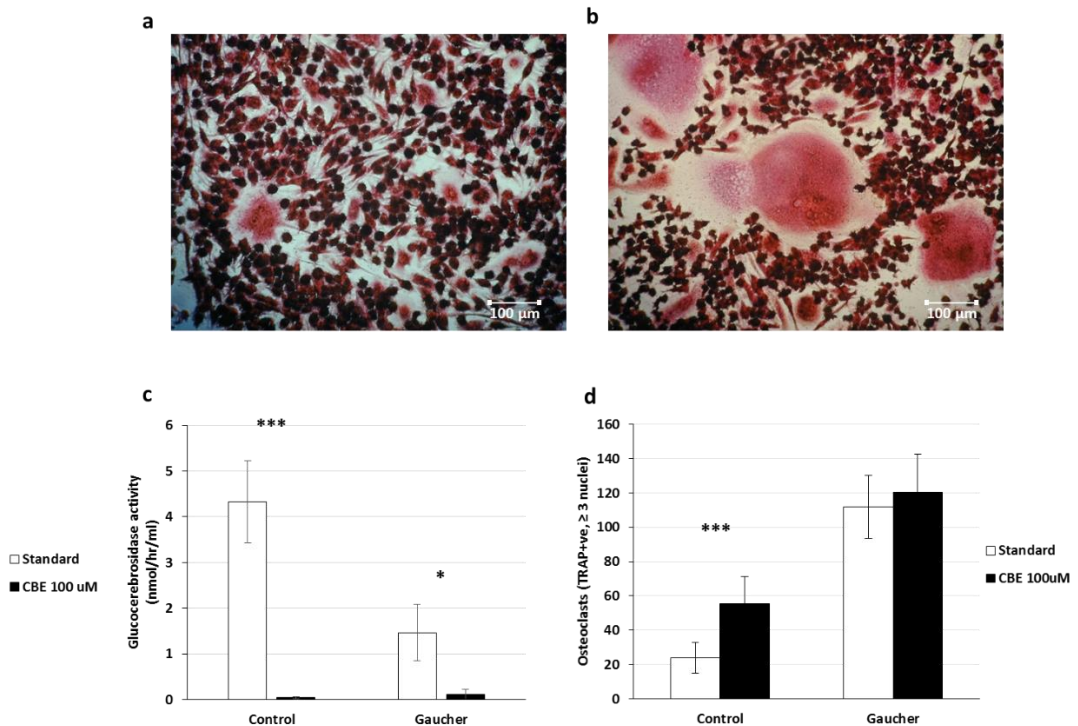 a
b
100 µm
100 µm
c
d
Glucocerebrosidase activity
(nmol/hr/ml)
6
5
4
3
2
1
0
***
*
Control
Gaucher
Standard
CBE 100 uM
Osteoclasts (TRAP+ve, ≥ 3 nuclei)
160
140
120
100
80
60
40
20
0
***
Control
Gaucher
Standard
CBE 100uM